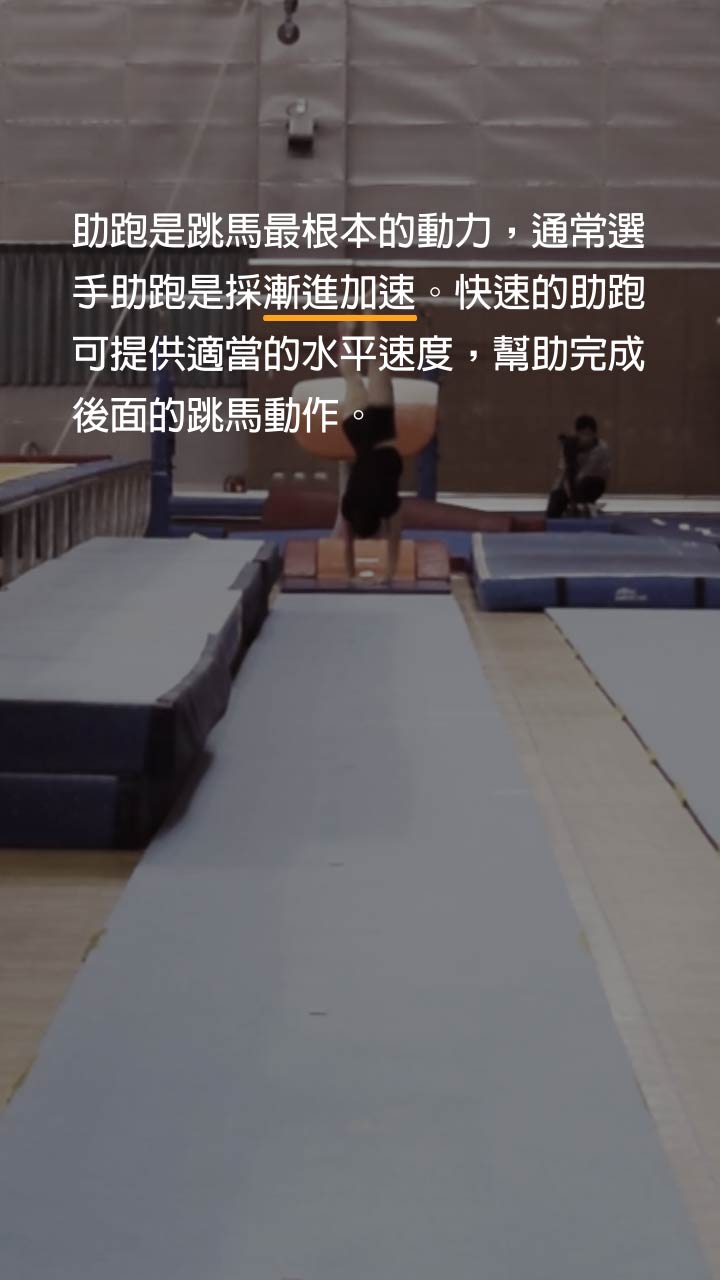 助跑是跳馬最根本的動力，通常選
手助跑是採漸進加速。快速的助跑
可提供適當的水平速度，幫助完成
後面的跳馬動作。